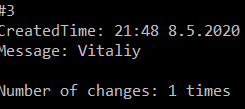 #3
CreatedTime: 21:48 8.5.2020
Message: Vitaliy
Number of changes: 1 times